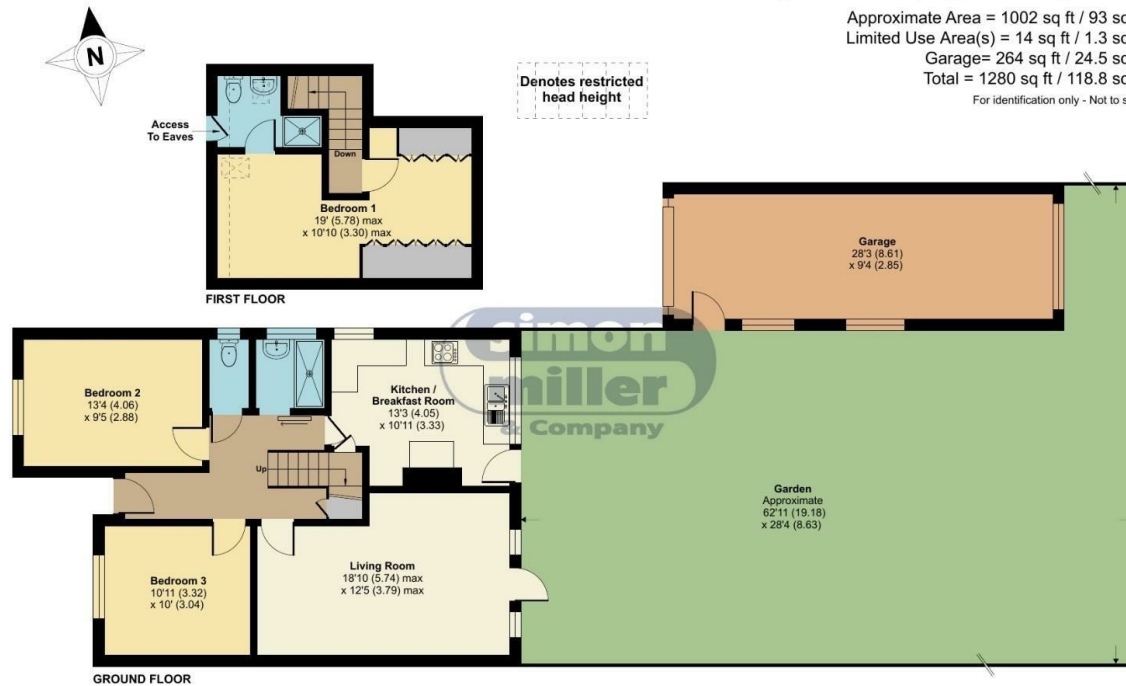 Approximate Area = 1002 sq ft / 93 sq
Limited Use Area(s) = 14 sq ft / 1.3 sq
Garage= 264 sq ft / 24.5 sq
Total = 1280 sq ft / 118.8 sq
For identification only - Not to s
N
Denotes restricted
head height
Access
To Eaves
Down
Bedroom 1
19' (5.78) max
x 10'10 (3.30) max
FIRST FLOOR
Garage
28'3 (8.61)
x 9'4 (2.85)
simon
miller
& Company
Bedroom 2
13'4 (4.06)
x 9'5 (2.88)
Kitchen /
Breakfast Room
13'3 (4.05)
x 10'11 (3.33)
Up
Garden
Approximate
62'11 (19.18)
x 28'4 (8.63)
Bedroom 3
10'11 (3.32)
x 10' (3.04)
Living Room
18'10 (5.74) max
x 12'5 (3.79) max
GROUND FLOOR